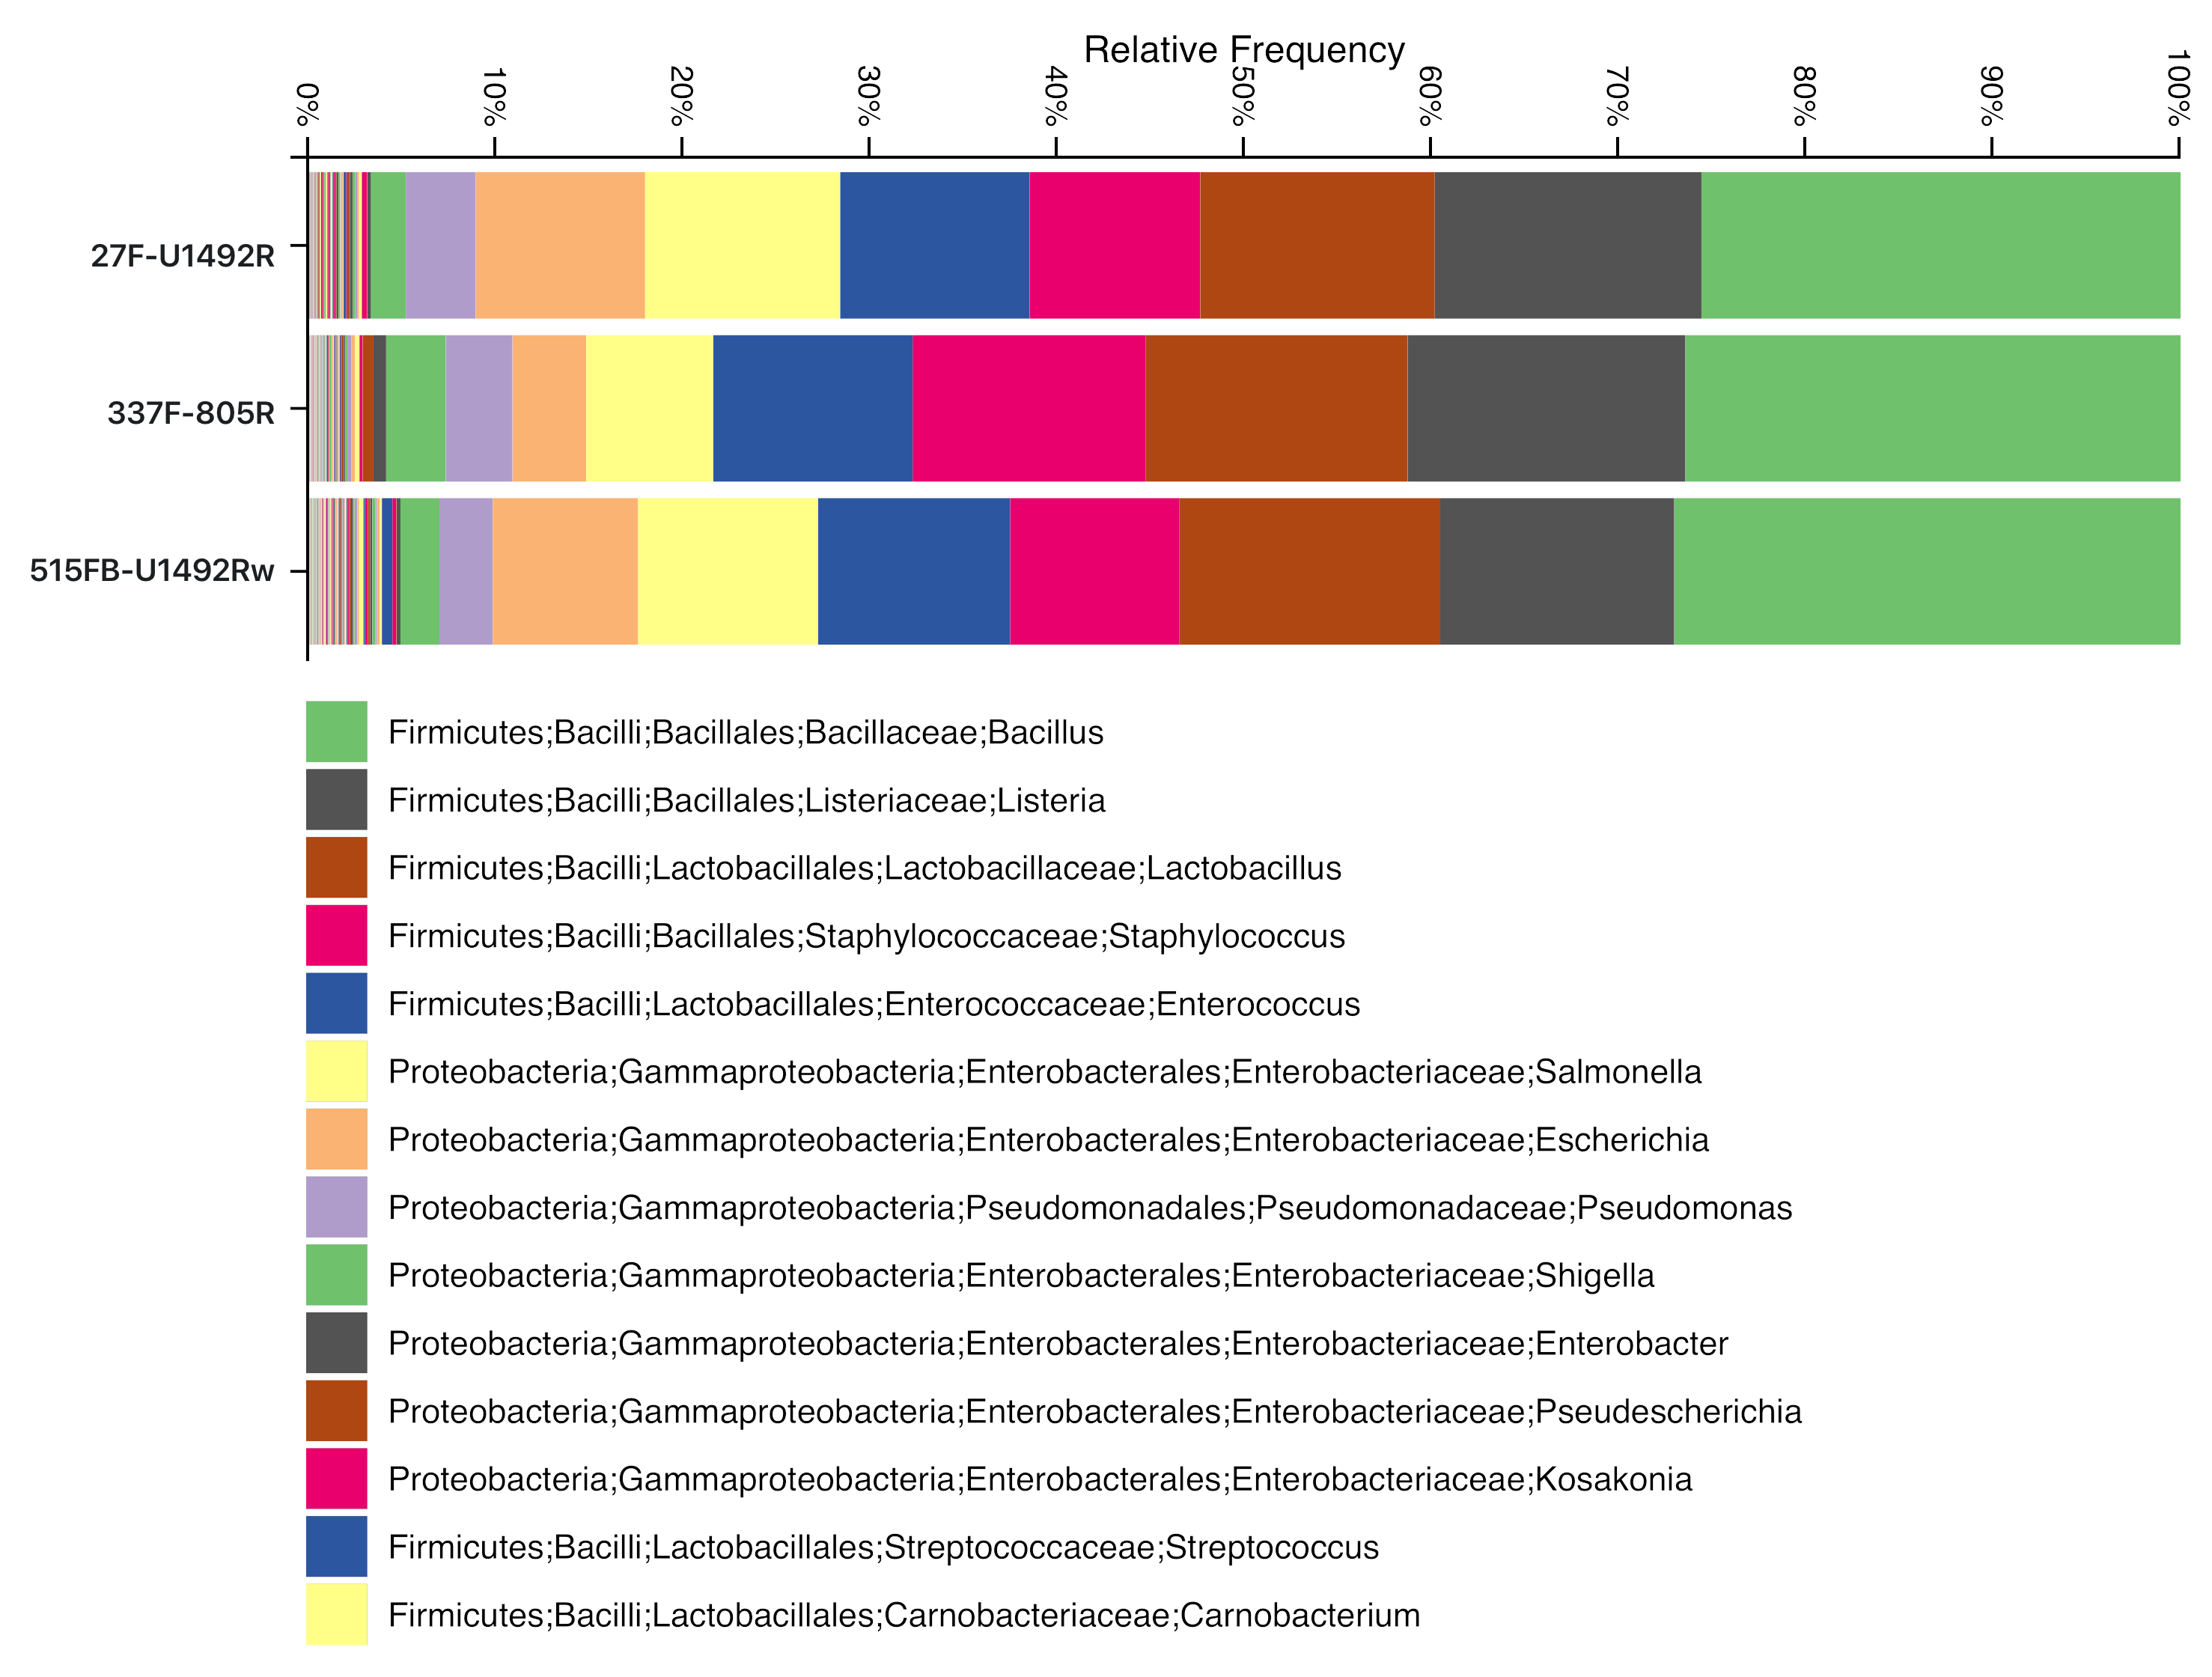 Relative Frequency
0%
10%
20%
30%
40%
50%
60%
70%
80%
90%
100%
27F-U1492R
337F-805R
515FB-U1492Rw
Firmicutes;Bacilli;Bacillales;Bacillaceae;Bacillus
Firmicutes;Bacilli;Bacillales;Listeriaceae;Listeria
Firmicutes;Bacilli;Lactobacillales;Lactobacillaceae;Lactobacillus
Firmicutes;Bacilli;Bacillales;Staphylococcaceae;Staphylococcus
Firmicutes;Bacilli;Lactobacillales;Enterococcaceae;Enterococcus
Proteobacteria;Gammaproteobacteria;Enterobacterales;Enterobacteriaceae;Salmonella
Proteobacteria;Gammaproteobacteria;Enterobacterales;Enterobacteriaceae;Escherichia
Proteobacteria;Gammaproteobacteria;Pseudomonadales;Pseudomonadaceae;Pseudomonas
Proteobacteria;Gammaproteobacteria;Enterobacterales;Enterobacteriaceae;Shigella
Proteobacteria;Gammaproteobacteria;Enterobacterales;Enterobacteriaceae;Enterobacter
Proteobacteria;Gammaproteobacteria;Enterobacterales;Enterobacteriaceae;Pseudescherichia
Proteobacteria;Gammaproteobacteria;Enterobacterales;Enterobacteriaceae;Kosakonia
Firmicutes;Bacilli;Lactobacillales;Streptococcaceae;Streptococcus
Firmicutes;Bacilli;Lactobacillales;Carnobacteriaceae;Carnobacterium